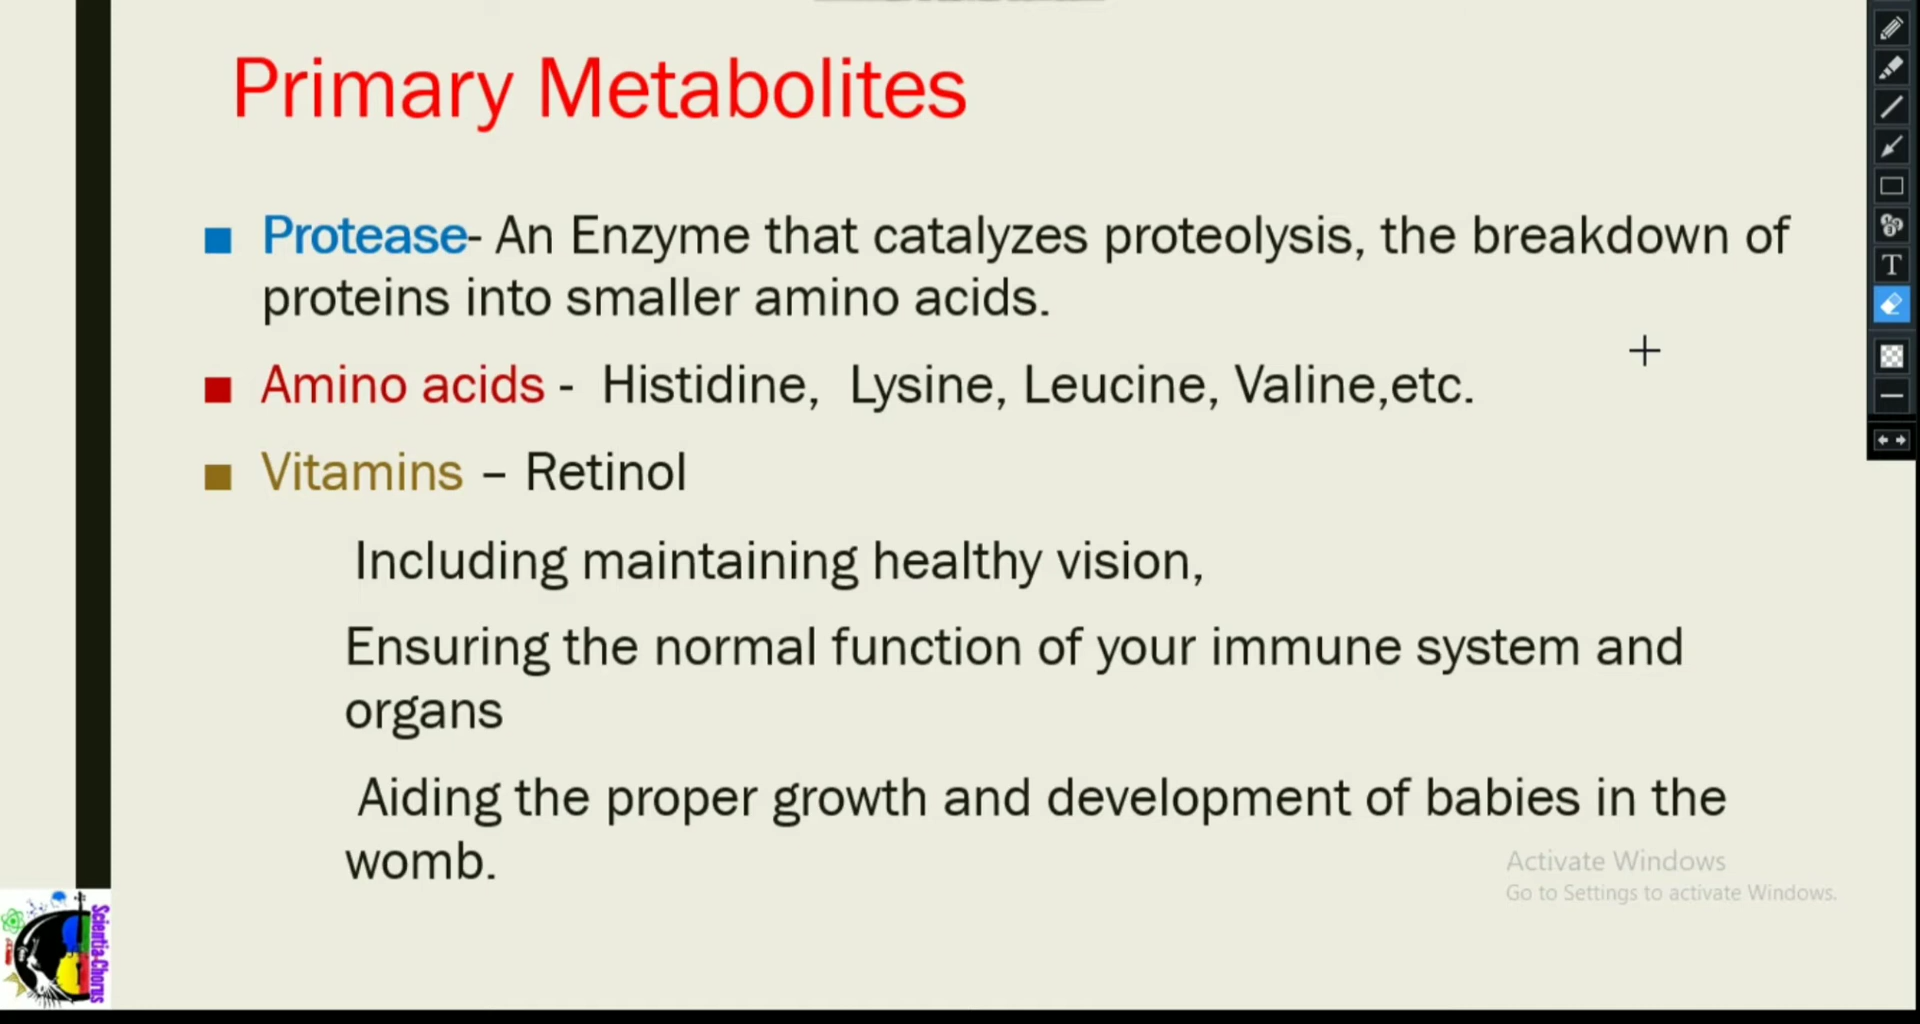 Primary Metabolites
Protease- An Enzyme that catalyzes proteolysis, the breakdown of
proteins into smaller amino acids.
Amino acids - Histidine, Lysine, Leucine, Valine,etc.
Vitamins – Retinol
Including maintaining healthy vision,
Ensuring the normal function of your immune system and
organs
Aiding the proper growth and development of babies in the
womb.
Activate Windows
Go to Settings to activate Windows.
Scientia-Chorus
T